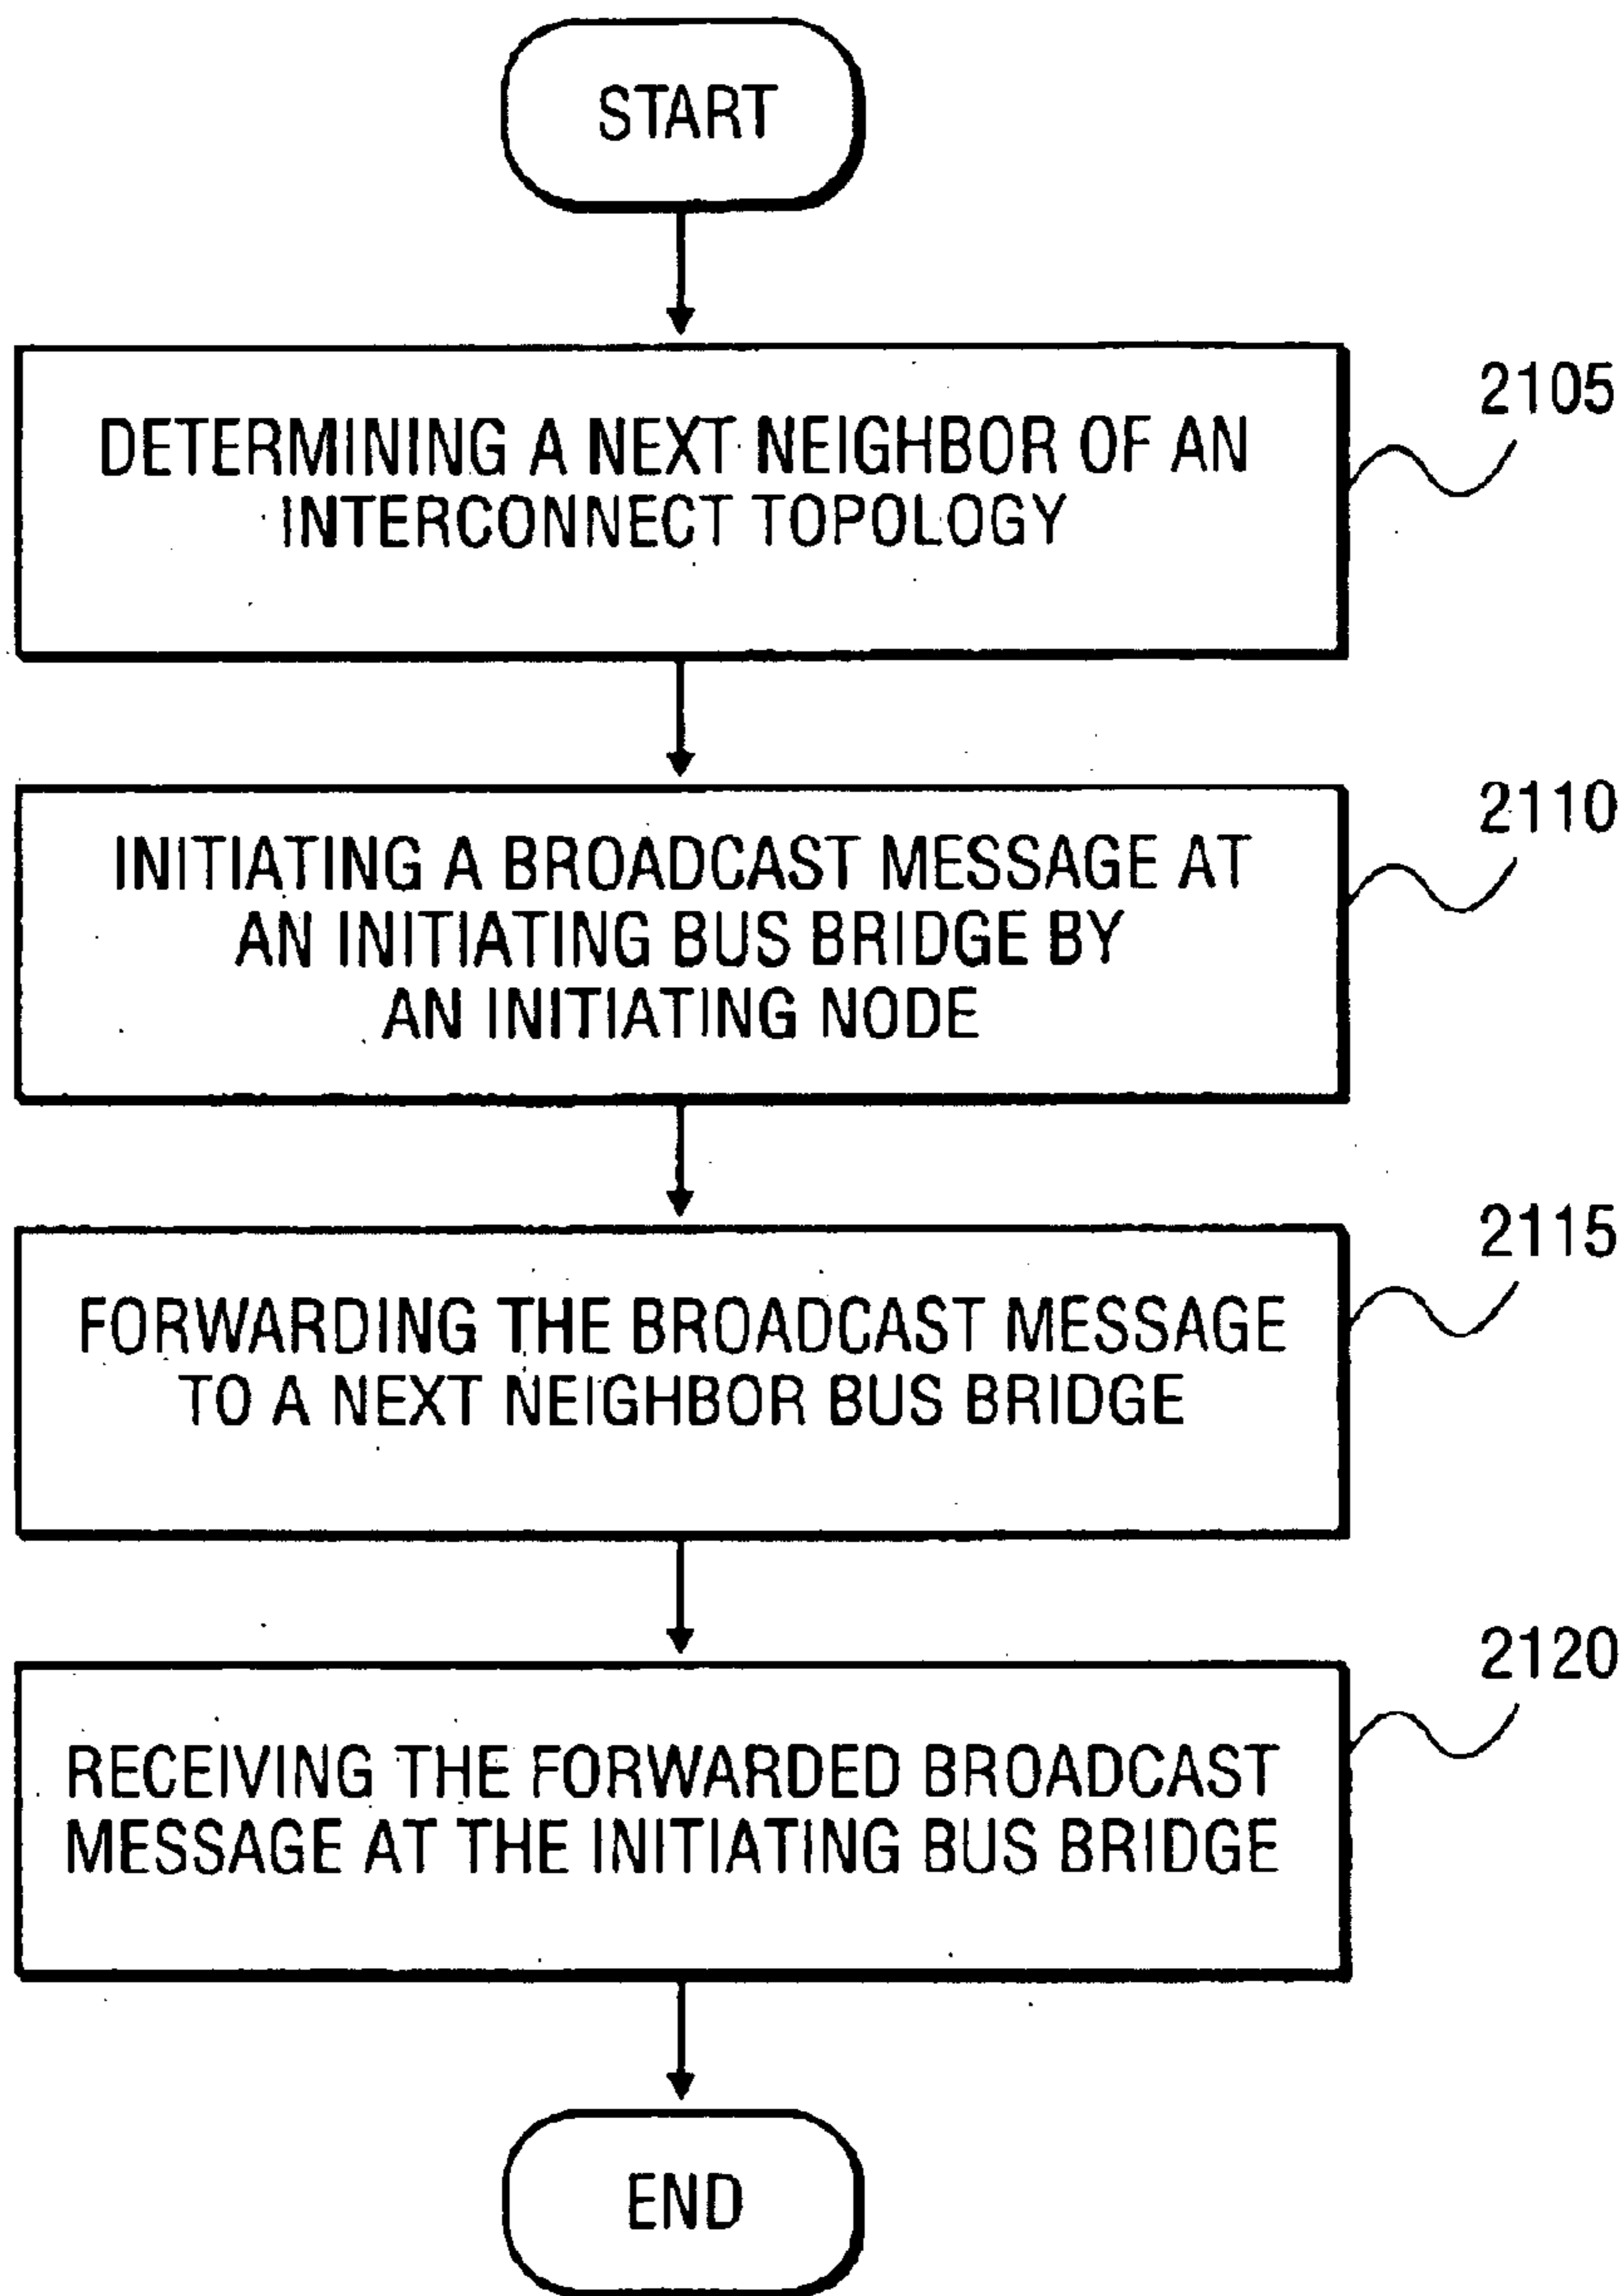 START
DETERMINING A NEXT NEIGHBOR OF AN
INTERCONNECT TOPOLOGY
2105
INITIATING A BROADCAST MESSAGE AT
AN INITIATING BUS BRIDGE BY
AN INITIATING NODE
2110
FORWARDING THE BROADCAST MESSAGE
TO A NEXT NEIGHBOR BUS BRIDGE
2115
RECEIVING THE FORWARDED BROADCAST
MESSAGE AT THE INITIATING BUS BRIDGE
2120
END